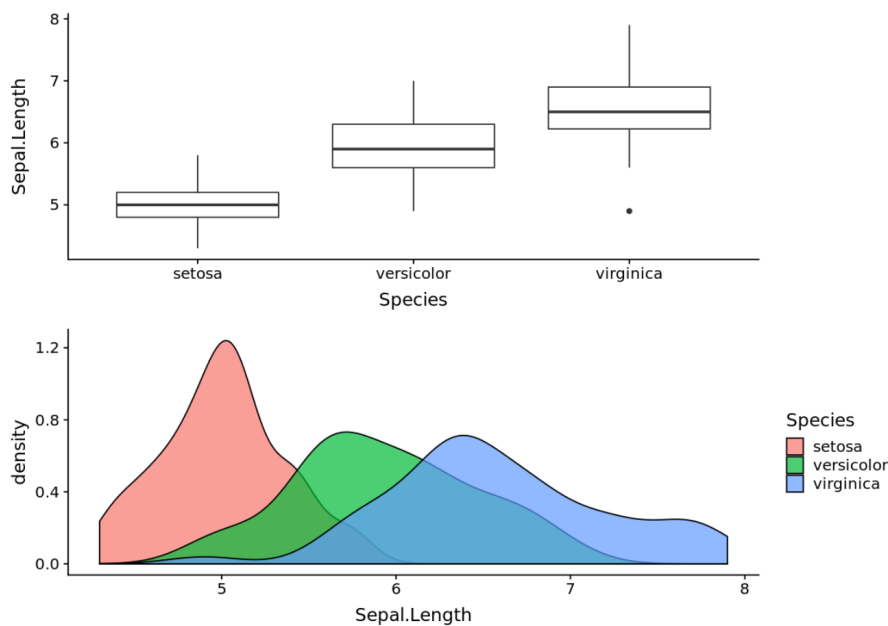 8
7
6
5
Sepal.Length
setosa versicolor virginica
Species
1.2
0.8
0.4
0.0
density
5 6 7 8
Sepal.Length
Species
setosa
versicolor
virginica